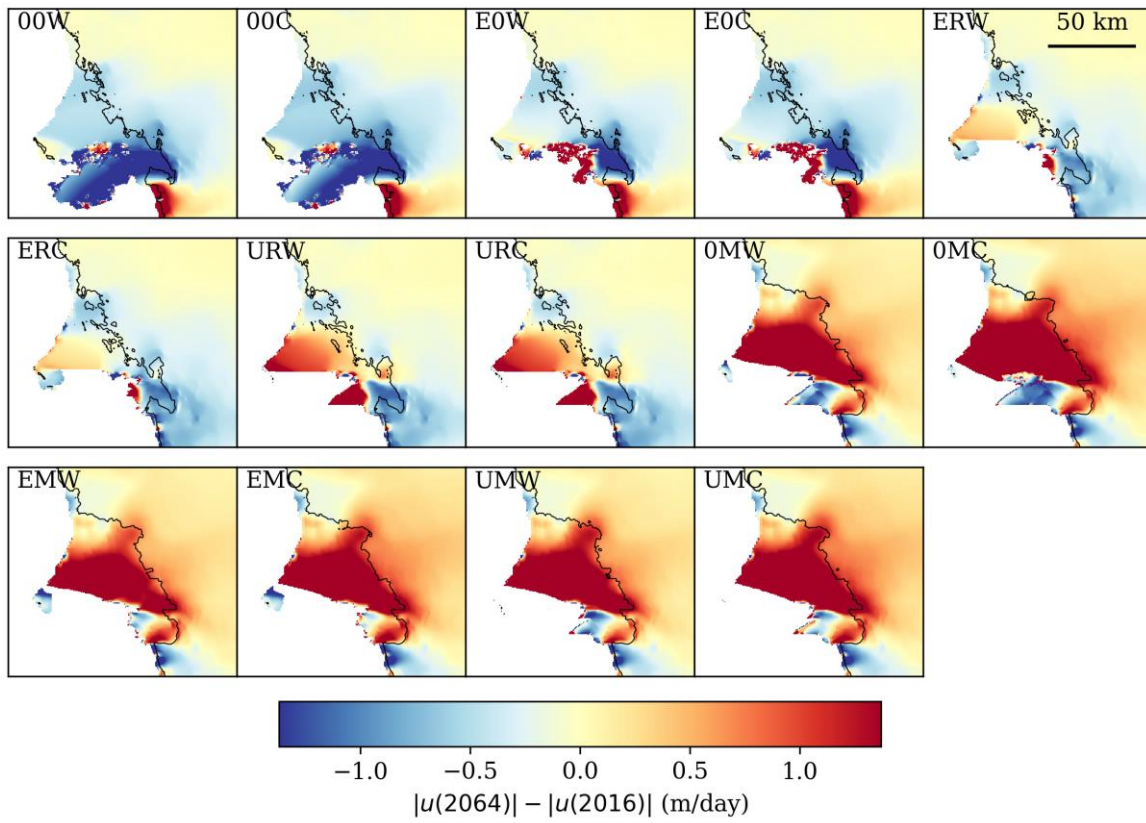 00W
00C
E0W
E0C
ERW
50 km
ERC
URW
URC
0MW
0MC
EMW
EMC
UMW
UMC
−1.0 −0.5 0.0 0.5 1.0
|u(2064)| − |u(2016)| (m/day)